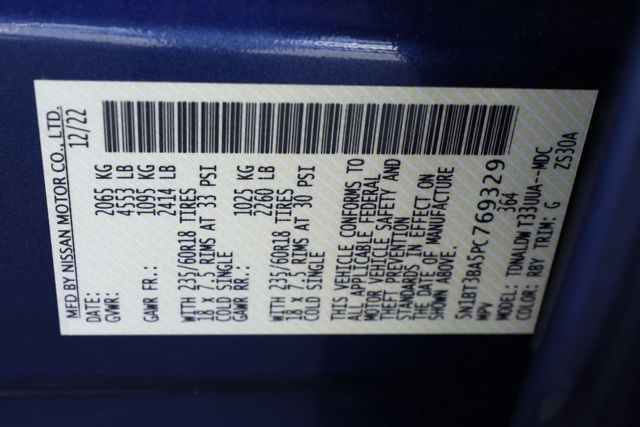 MFD BY NISSAN MOTOR CO., LTD.
DATE: 12/22
GVWR: 2065 KG
4553 LB
GAWR FR.: 1095 KG
2414 LB
WITH 235/60R18 TIRES
18 X 7.5 RIMS AT 33 PSI
COLD SINGLE
GAWR RR.: 1025 KG
2260 LB
WITH 235/60R18 TIRES
18 X 7.5 RIMS AT 30 PSI
COLD SINGLE
THIS VEHICLE CONFORMS TO
ALL APPLICABLE FEDERAL
MOTOR VEHICLE SAFETY AND
THEFT PREVENTION
STANDARDS IN EFFECT ON
THE DATE OF MANUFACTURE
SHOWN ABOVE.
5N1BT3BA5PC769329
MPV 364
MODEL: TDNALDW T33UUA--MDC
COLOR: RBY TRIM: G ZS30A